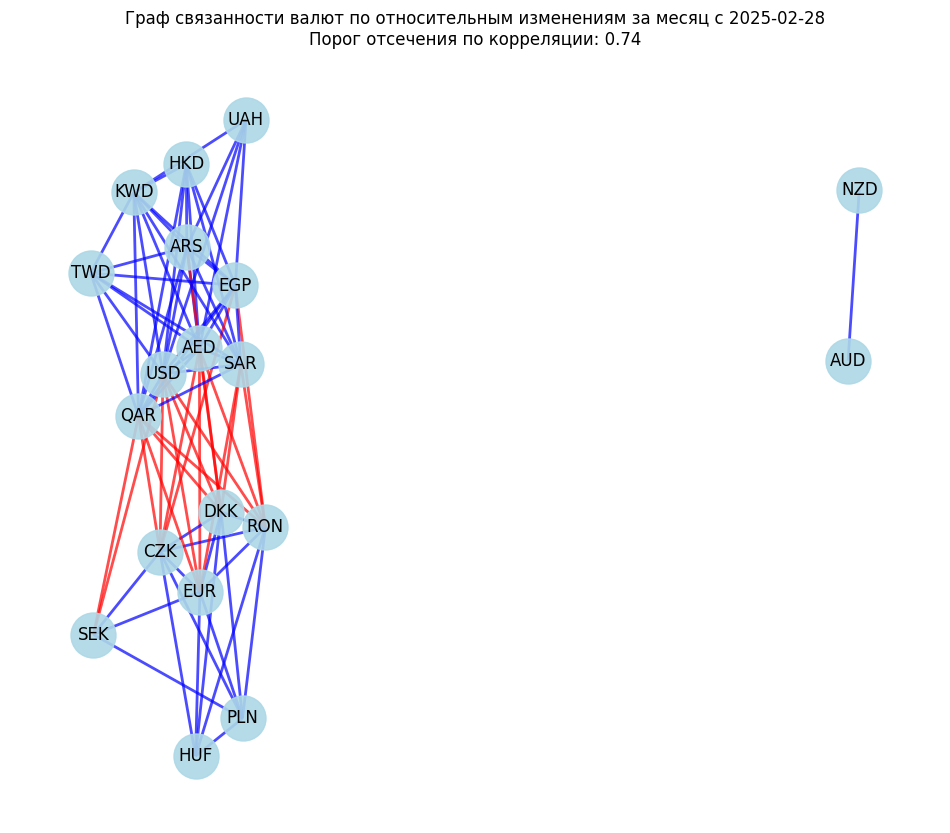 Граф связанности валют по относительным изменениям за месяц с 2025-02-28
Порог отсечения по корреляции: 0.74
UAH
HKD
KWD
NZD
ARS
TWD
EGP
AED
SAR
AUD
USD
QAR
DKK
RON
CZK
EUR
SEK
PLN
HUF